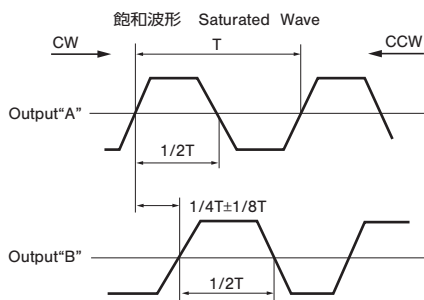 飽和波形 Saturated Wave
CW
T
CCW
Output“A”
1/2T
1/4T±1/8T
Output“B”
1/2T